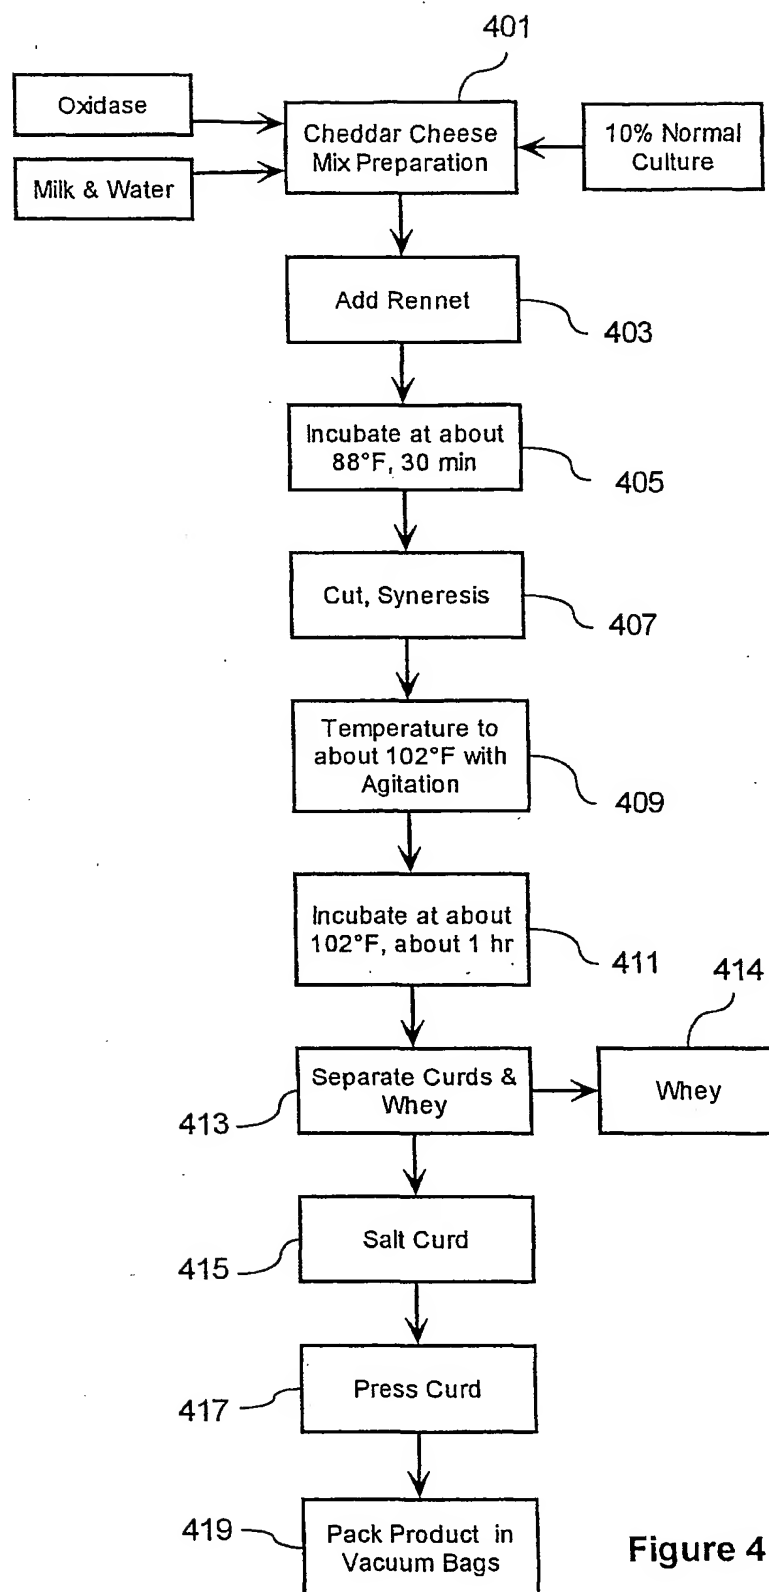 401
Oxidase
Milk & Water
Cheddar Cheese
Mix Preparation
10% Normal
Culture
Add Rennet
403
Incubate at about
88°F, 30 min
405
Cut, Syneresis
407
Temperature to
about 102°F with
Agitation
409
Incubate at about
102°F, about 1 hr
411
414
Separate Curds &
Whey
413
Whey
Salt Curd
415
Press Curd
417
419
Pack Product in
Vacuum Bags
Figure 4